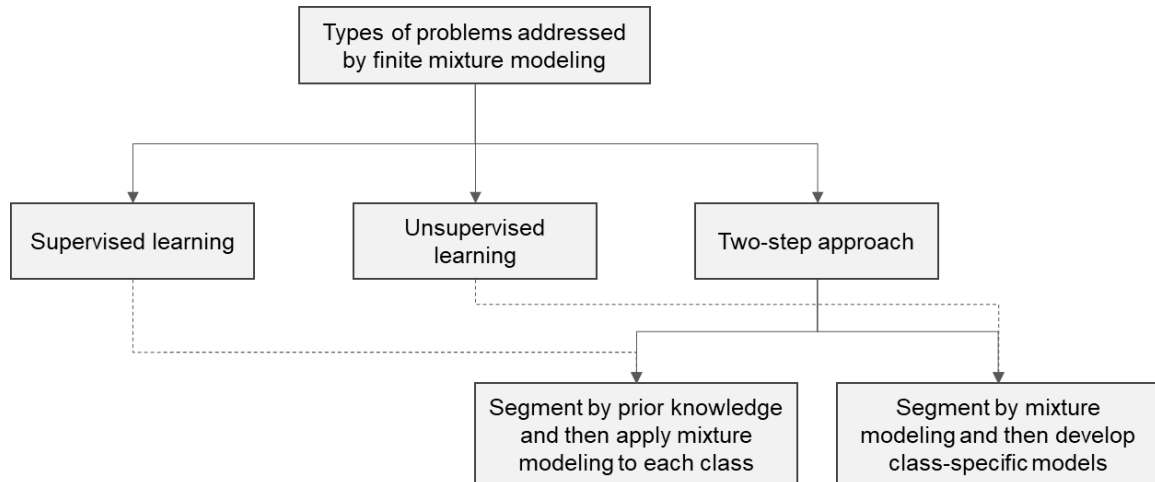 Types of problems addressed
by finite mixture modeling
Supervised learning
Unsupervised
learning
Two-step approach
Segment by prior knowledge
and then apply mixture
modeling to each class
Segment by mixture
modeling and then develop
class-specific models